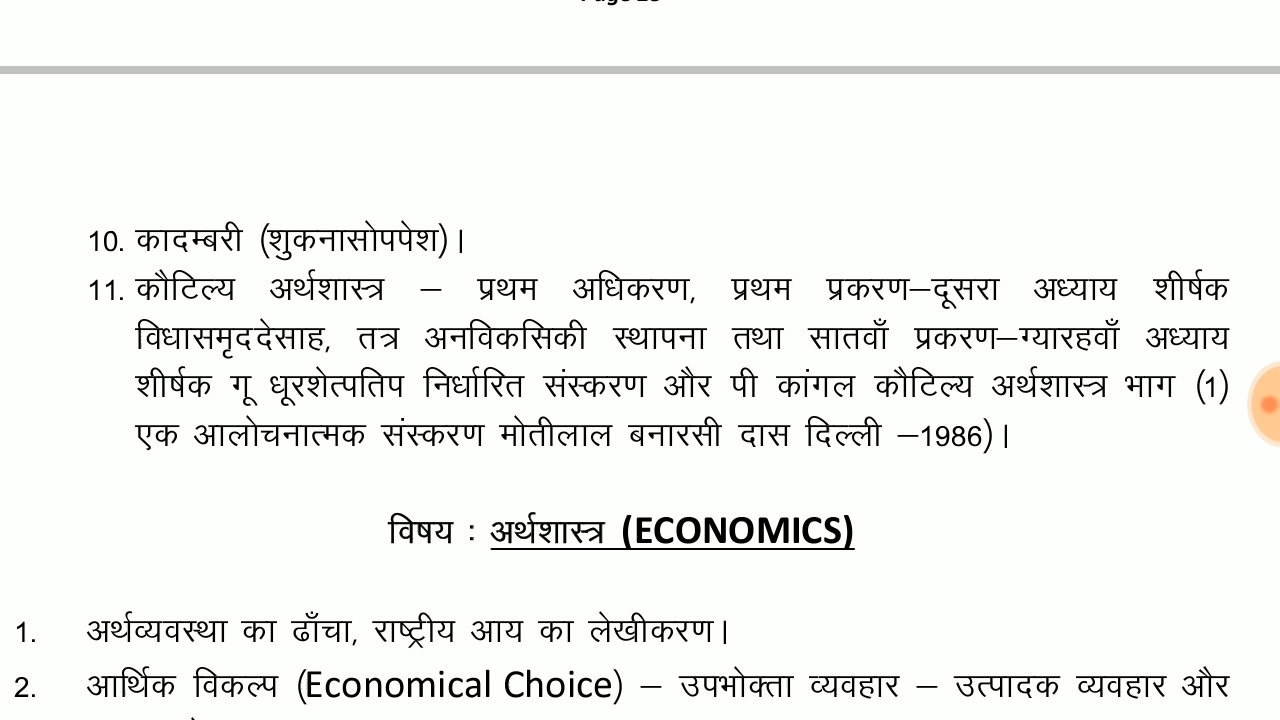 10. कादम्बरी (शुकनासोपपेश)।
11. कौटिल्य अर्थशास्त्र – प्रथम अधिकरण, प्रथम प्रकरण–दूसरा अध्याय शीर्षक
विधासमृददेसाह, तत्र अनविकसिकी स्थापना तथा सातवाँ प्रकरण–ग्यारहवाँ अध्याय
शीर्षक गू धूरशेत्पतिप निर्धारित संस्करण और पी कांगल कौटिल्य अर्थशास्त्र भाग (1)
एक आलोचनात्मक संस्करण मोतीलाल बनारसी दास दिल्ली –1986)।
विषय : अर्थशास्त्र (ECONOMICS)
1. अर्थव्यवस्था का ढाँचा, राष्ट्रीय आय का लेखीकरण।
2. आर्थिक विकल्प (Economical Choice) – उपभोक्ता व्यवहार – उत्पादक व्यवहार और